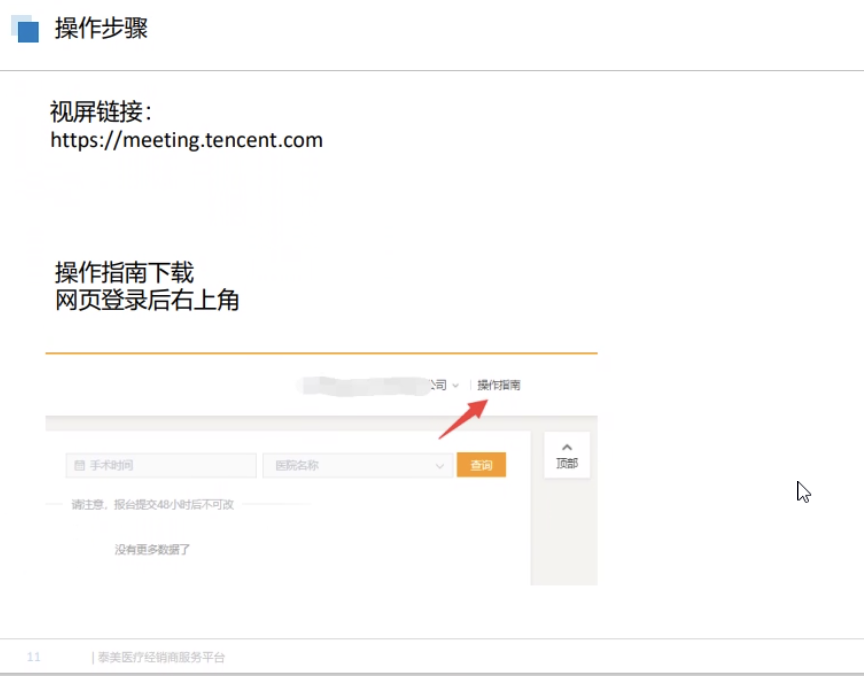 操作步骤
视屏链接：
https://meeting.tencent.com
操作指南下载
网页登录后右上角
公司 操作指南
顶部
手术时间 医院名称 查询
请注意，报台提交48小时后不可改
没有更多数据了
11 | 泰美医疗经销商服务平台